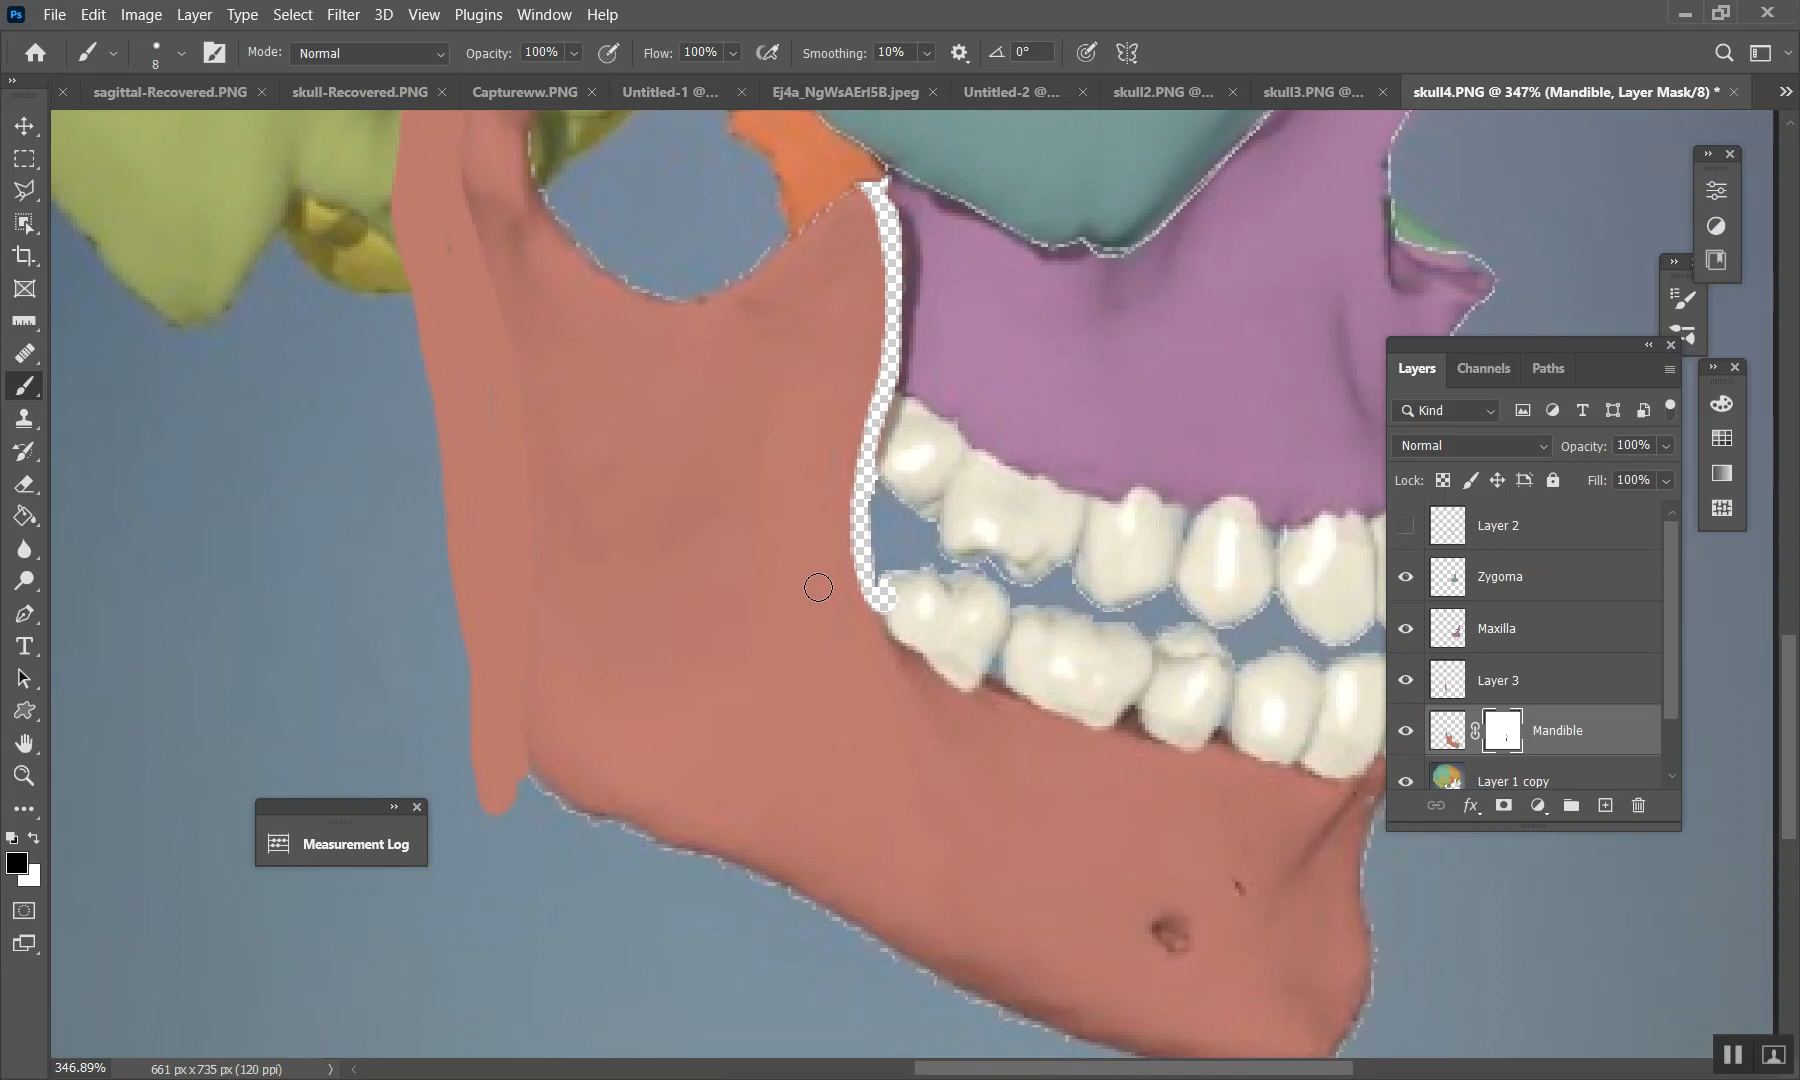 Ps File Edit Image Layer Type Select Filter 3D View Plugins Window Help
8 Mode: Normal Opacity: 100% Flow: 100% Smoothing: 10% 0°
sagittal-Recovered.PNG skull-Recovered.PNG Captureww.PNG Untitled-1 @... Ej4a_NgWsAErI5B.jpeg Untitled-2 @... skull2.PNG @... skull3.PNG @... skull4.PNG @ 347% (Mandible, Layer Mask/8) *
Layers Channels Paths
Kind
Normal Opacity: 100%
Lock: Fill: 100%
Layer 2
Zygoma
Maxilla
Layer 3
Mandible
Layer 1 copy
fx
Measurement Log
346.89% 661 px x 735 px (120 ppi)